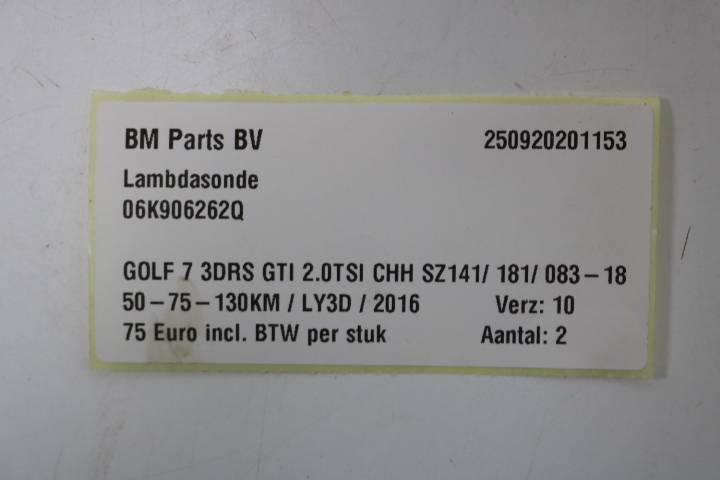 BM Parts BV 250920201153
Lambdasonde
06K906262Q
GOLF 7 3DRS GTI 2.0TSI CHH SZ141/ 181/ 083-18
50-75-130KM / LY3D / 2016 Verz: 10
75 Euro incl. BTW per stuk Aantal: 2